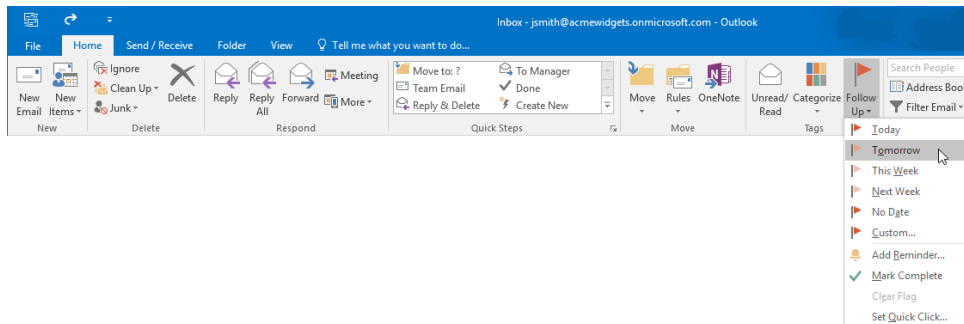 Inbox - jsmith@acmewidgets.onmicrosoft.com - Outlook
File Home Send / Receive Folder View Tell me what you want to do...
New Email
New Items
Ignore
Clean Up
Junk
Delete
Reply
Reply All
Forward
Meeting
More
Move to: ?
Team Email
Reply & Delete
To Manager
Done
Create New
Move
Rules
OneNote
Unread/ Read
Categorize
Follow Up
Search People
Address Boo
Filter Email
New Delete Respond Quick Steps Move Tags
Today
Tomorrow
This Week
Next Week
No Date
Custom...
Add Reminder...
Mark Complete
Clear Flag
Set Quick Click...